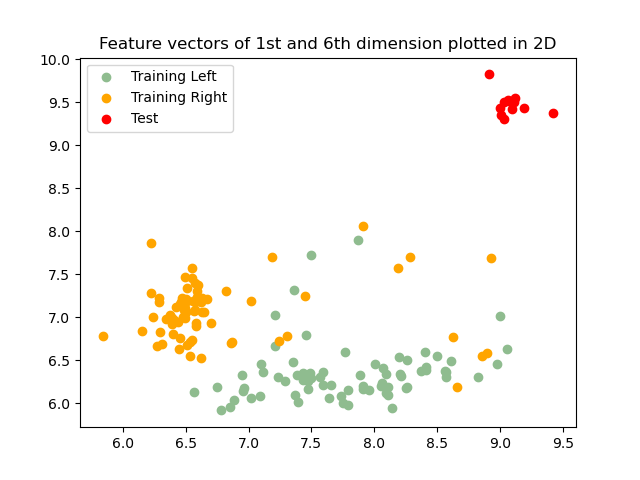 Feature vectors of 1st and 6th dimension plotted in 2D
Training Left
Training Right
Test
10.0
9.5
9.0
8.5
8.0
7.5
7.0
6.5
6.0
6.0 6.5 7.0 7.5 8.0 8.5 9.0 9.5